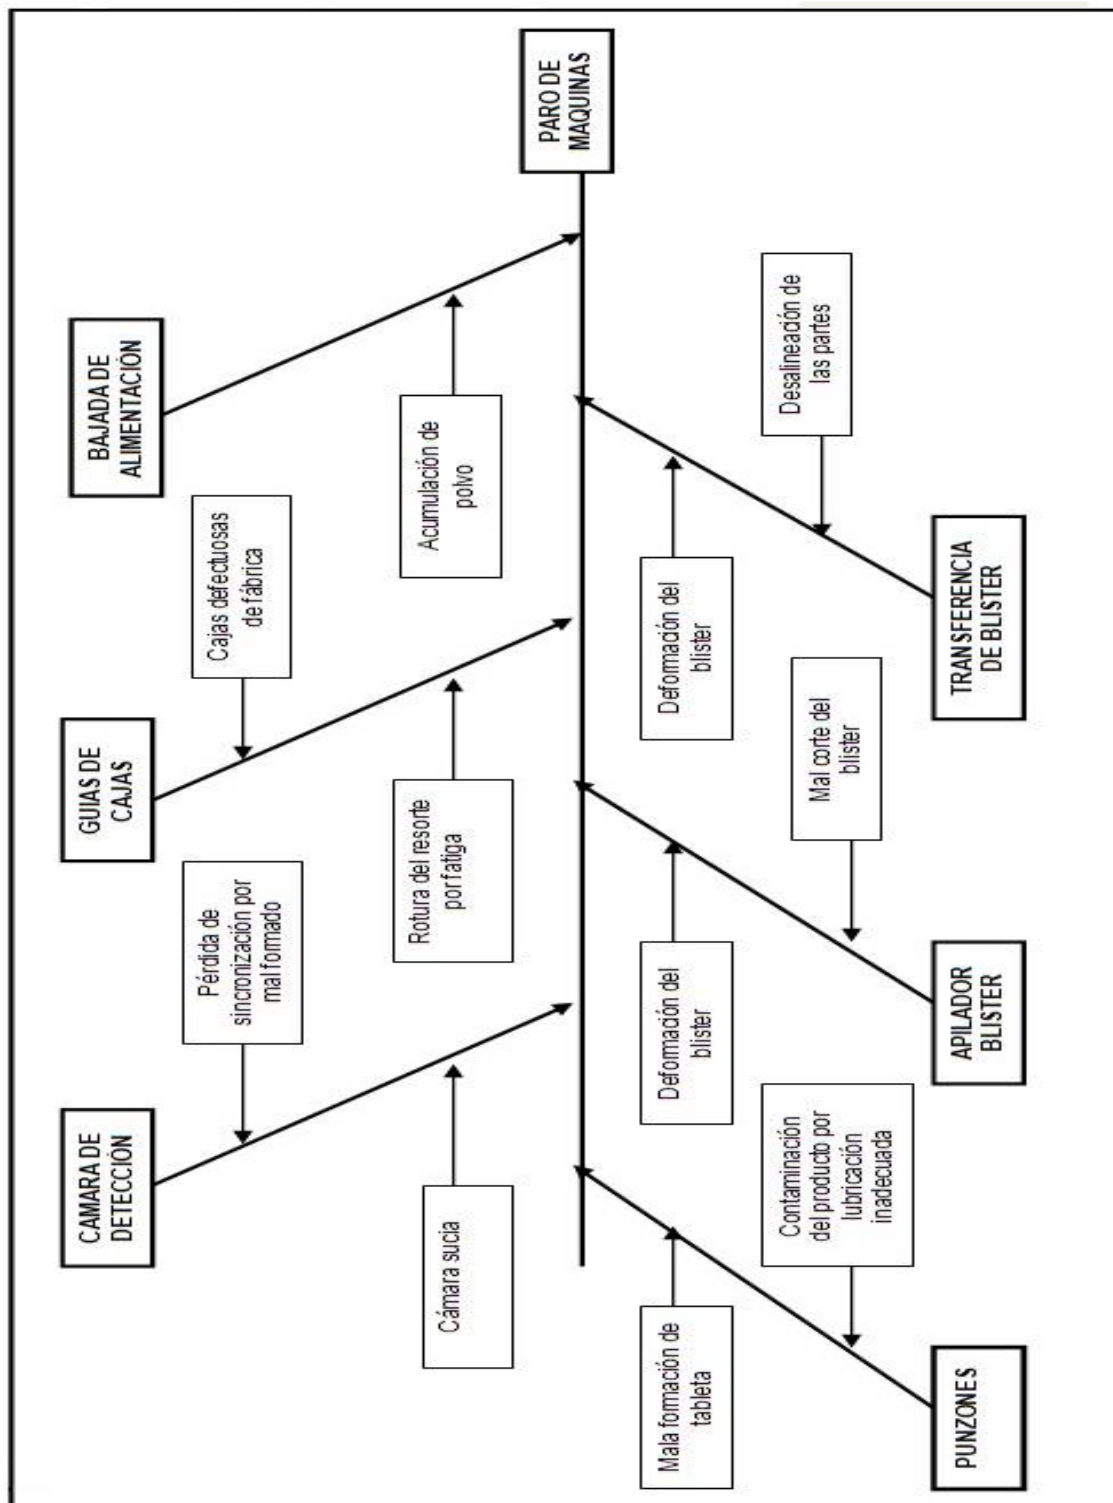 CAMARA DE
DETECCIÓN
GUIAS DE
CAJAS
BAJADA DE
ALIMENTACIÓN
Pérdida de
sincronización por
mal formado
Cajas defectuosas
de fábrica
Cámara sucia
Rotura del resorte
por fatiga
Acumulación de
polvo
PARO DE
MAQUINAS
Mala formación de
tableta
Deformación del
blister
Deformación del
blister
Contaminación
del producto por
lubricación
inadecuada
Mal corte del
blister
Desalineación de
las partes
PUNZONES
APILADOR
BLISTER
TRANSFERENCIA
DE BLISTER